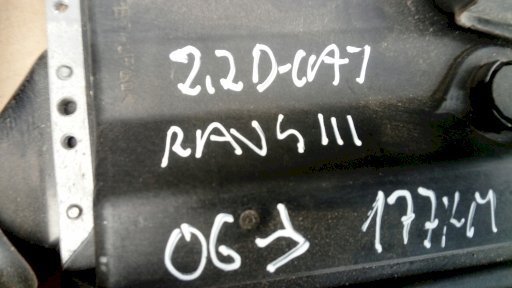 2,2D-CAT
RAV4 III
06→ 177KM